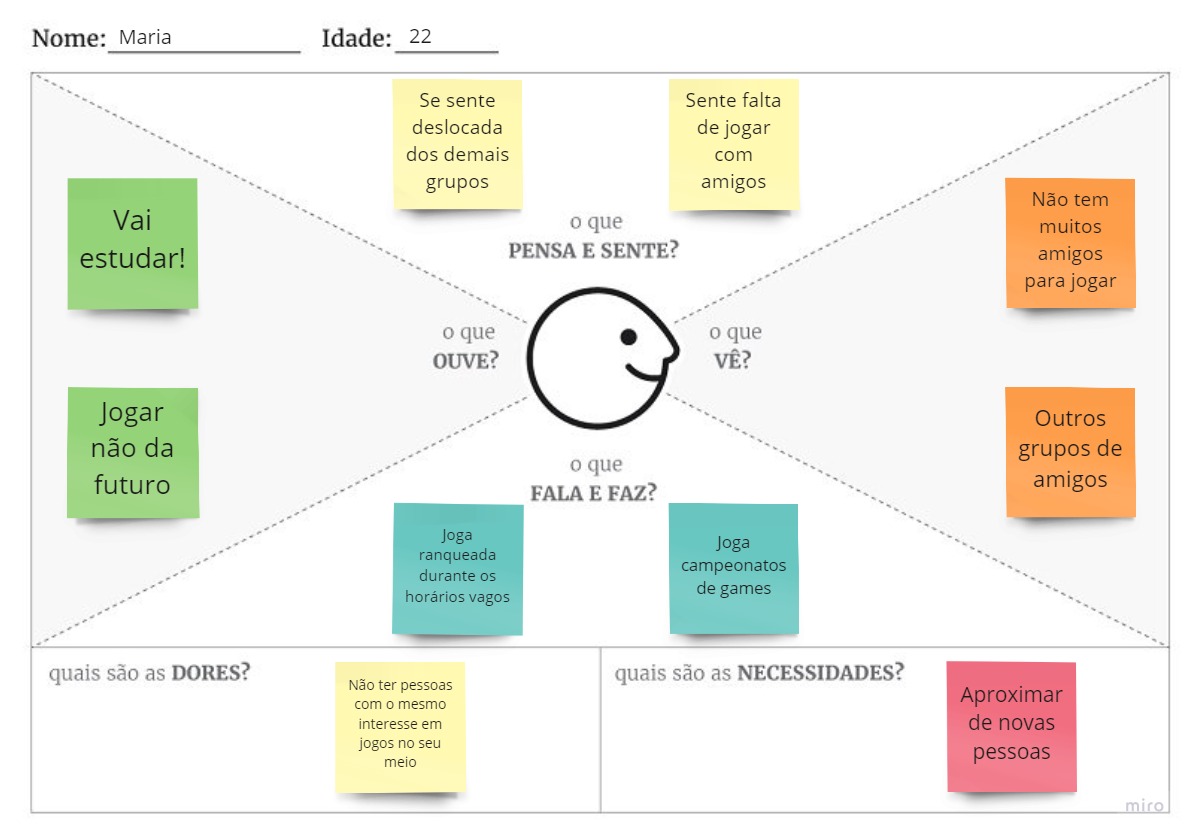 Nome: Maria Idade: 22
Se sente
deslocada
dos demais
grupos
Sente falta
de jogar
com
amigos
o que
PENSA E SENTE?
Vai
estudar!
Não tem
muitos
amigos
para jogar
o que
OUVE?
o que
VÊ?
Jogar
não da
futuro
Outros
grupos de
amigos
o que
FALA E FAZ?
Joga
ranqueada
durante os
horários vagos
Joga
campeonatos
de games
quais são as DORES?
Não ter pessoas
com o mesmo
interesse em
jogos no seu
meio
quais são as NECESSIDADES?
Aproximar
de novas
pessoas
miro